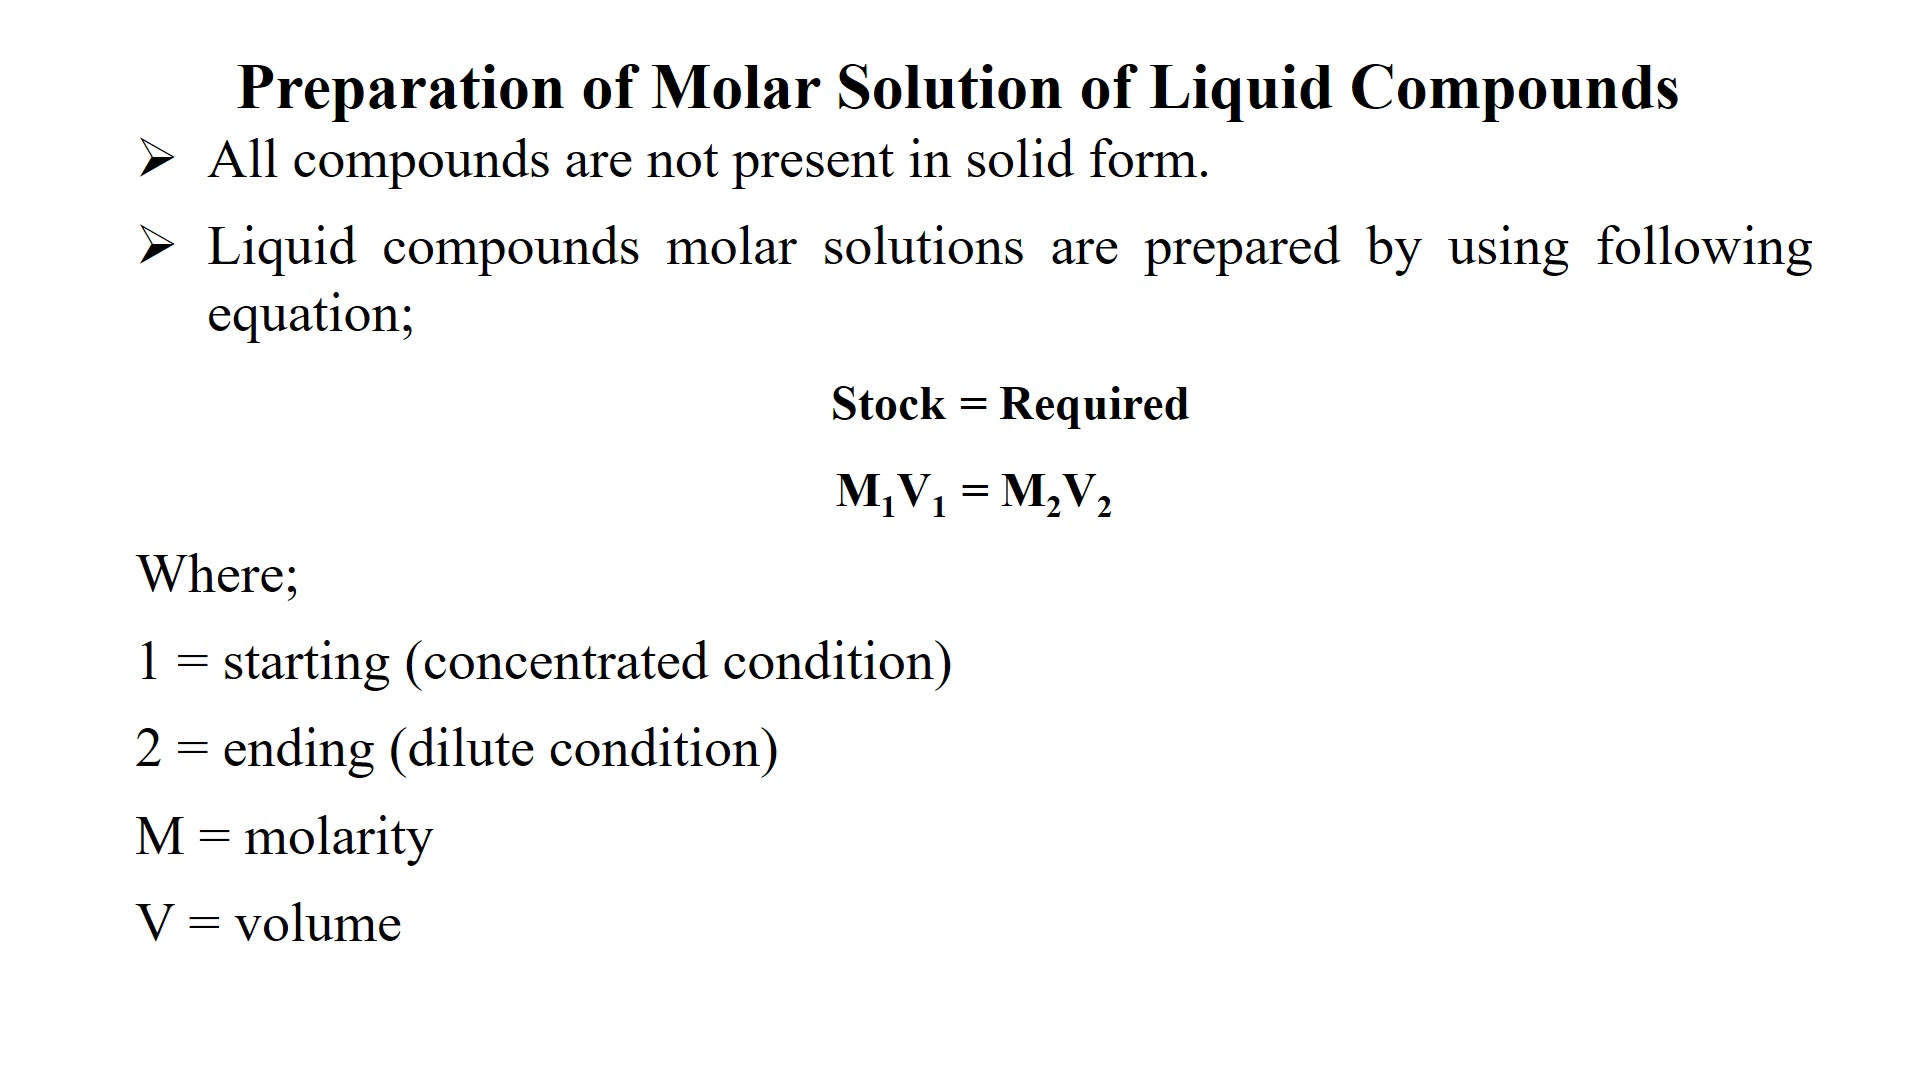 Preparation of Molar Solution of Liquid Compounds
➢ All compounds are not present in solid form.
➢ Liquid compounds molar solutions are prepared by using following
equation;
Stock = Required
M₁V₁ = M₂V₂
Where;
1 = starting (concentrated condition)
2 = ending (dilute condition)
M = molarity
V = volume